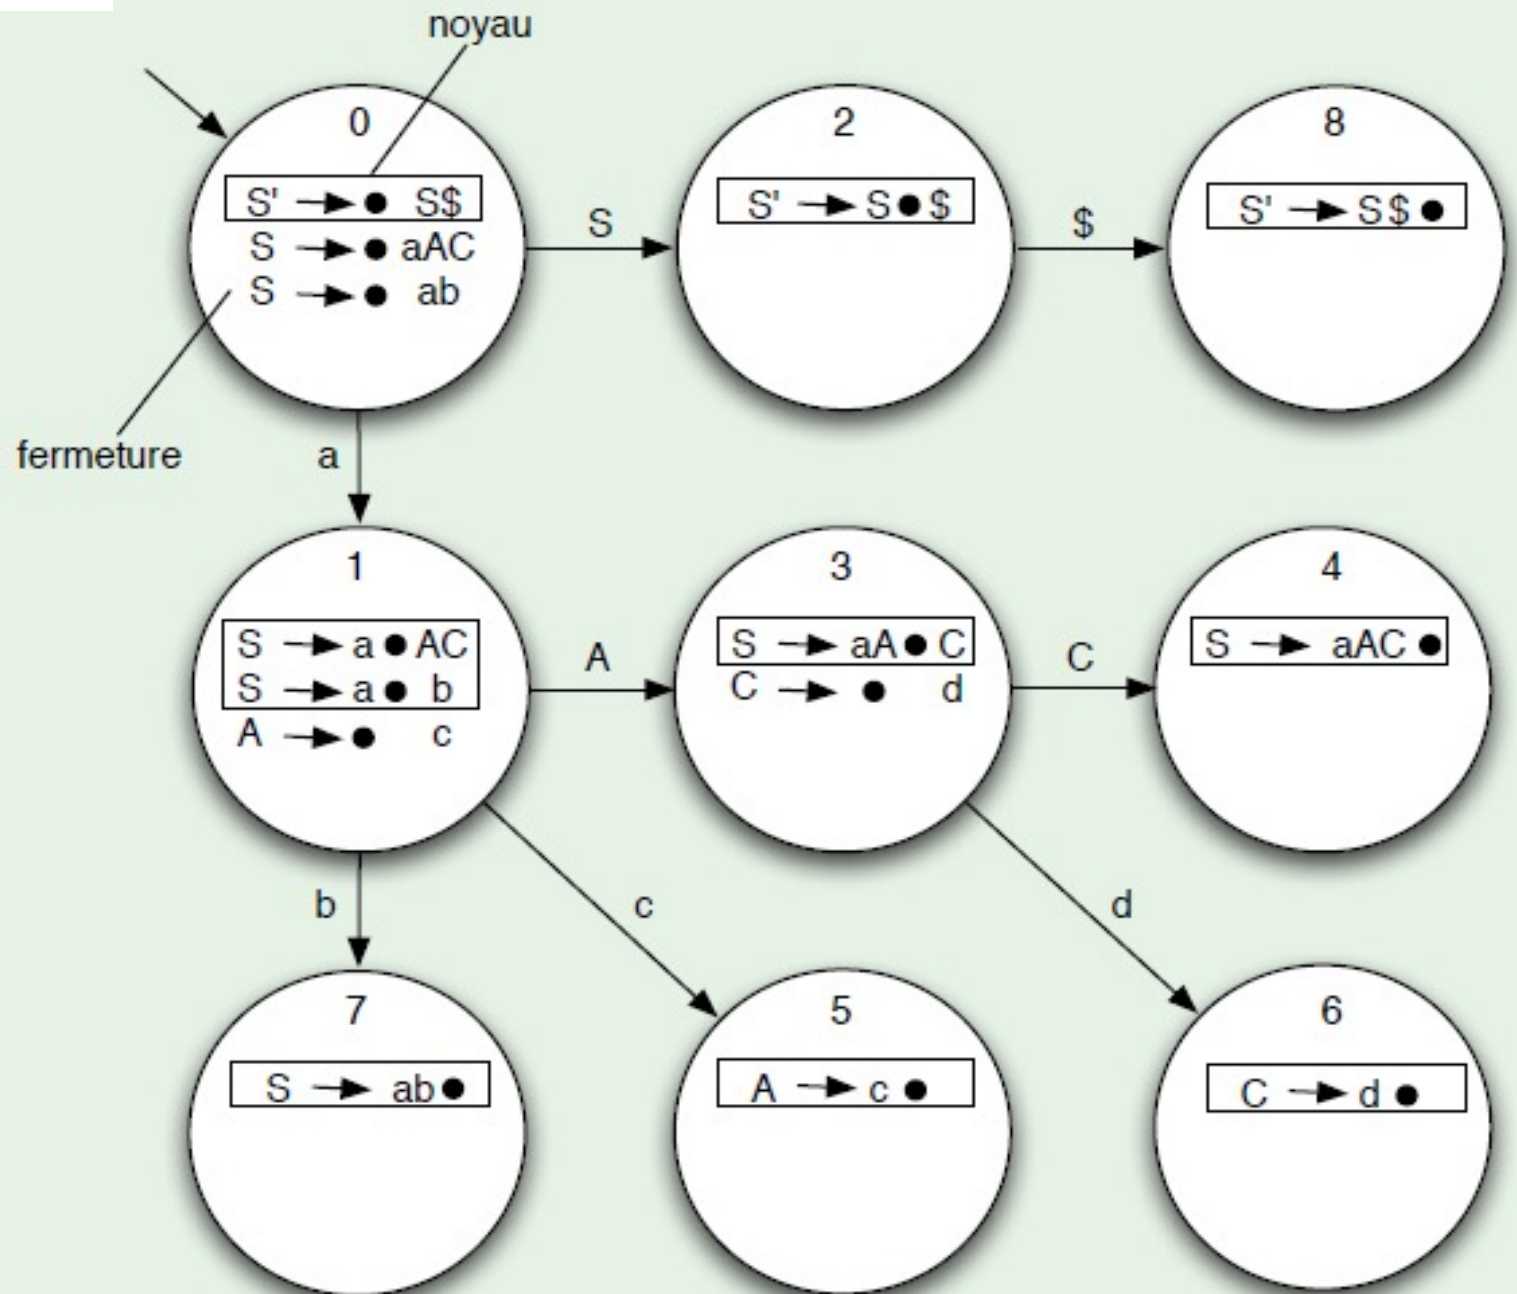 noyau
0
S' → ● S$
S → ● aAC
S → ● ab
fermeture
S
2
S' → S ● $
$
8
S' → S$ ●
a
1
S → a ● AC
S → a ● b
A → ● c
A
3
S → aA ● C
C → ● d
C
4
S → aAC ●
b
c
d
7
S → ab ●
5
A → c ●
6
C → d ●